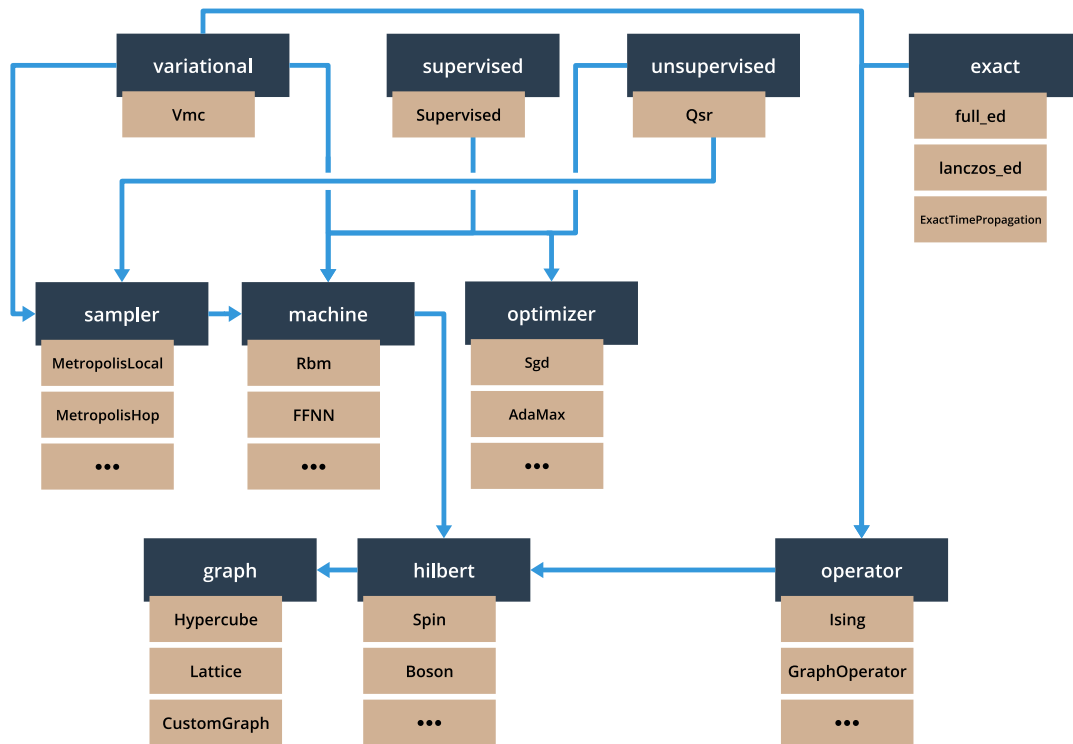 variational
Vmc
supervised
Supervised
unsupervised
Qsr
exact
full_ed
lanczos_ed
ExactTimePropagation
sampler
MetropolisLocal
MetropolisHop
•••
machine
Rbm
FFNN
•••
optimizer
Sgd
AdaMax
•••
graph
Hypercube
Lattice
CustomGraph
hilbert
Spin
Boson
•••
operator
Ising
GraphOperator
•••